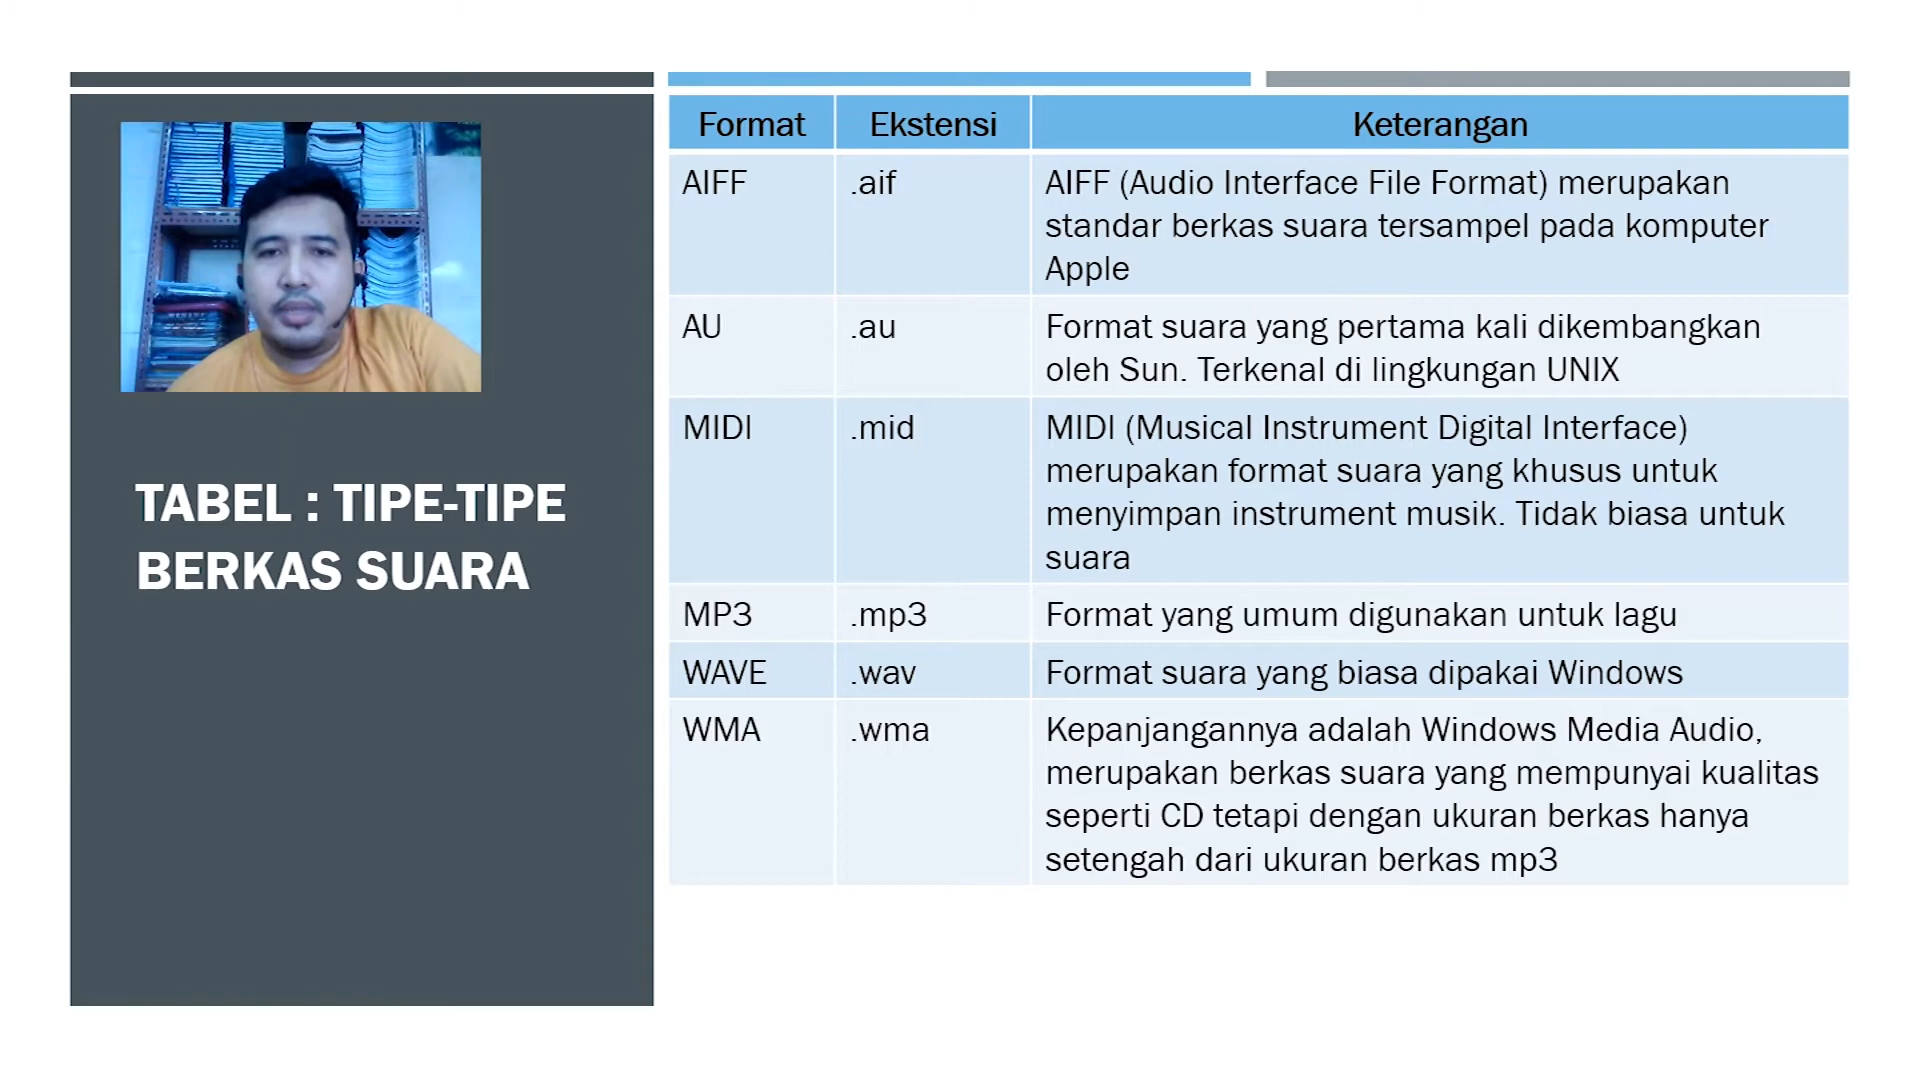 TABEL : TIPE-TIPE
BERKAS SUARA
Format Ekstensi Keterangan
AIFF .aif AIFF (Audio Interface File Format) merupakan
standar berkas suara tersampel pada komputer
Apple
AU .au Format suara yang pertama kali dikembangkan
oleh Sun. Terkenal di lingkungan UNIX
MIDI .mid MIDI (Musical Instrument Digital Interface)
merupakan format suara yang khusus untuk
menyimpan instrument musik. Tidak biasa untuk
suara
MP3 .mp3 Format yang umum digunakan untuk lagu
WAVE .wav Format suara yang biasa dipakai Windows
WMA .wma Kepanjangannya adalah Windows Media Audio,
merupakan berkas suara yang mempunyai kualitas
seperti CD tetapi dengan ukuran berkas hanya
setengah dari ukuran berkas mp3